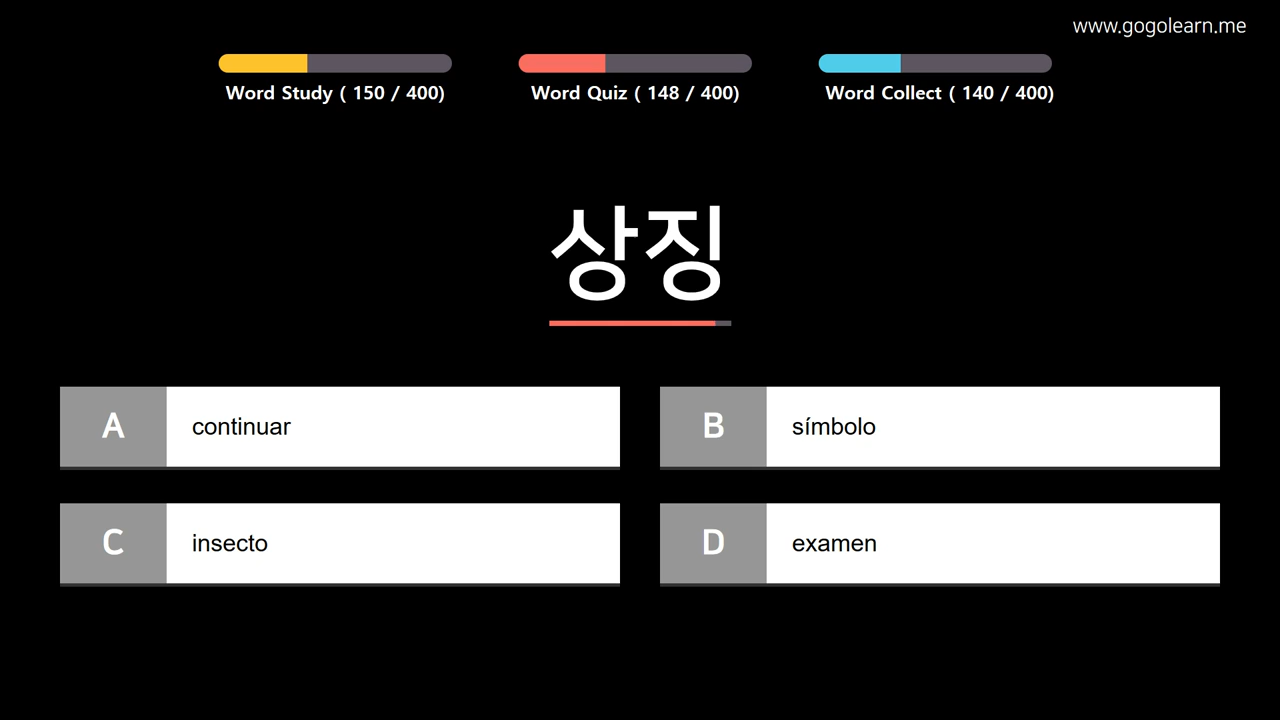 www.gogolearn.me
Word Study ( 150 / 400)
Word Quiz ( 148 / 400)
Word Collect ( 140 / 400)
상징
A continuar
B símbolo
C insecto
D examen